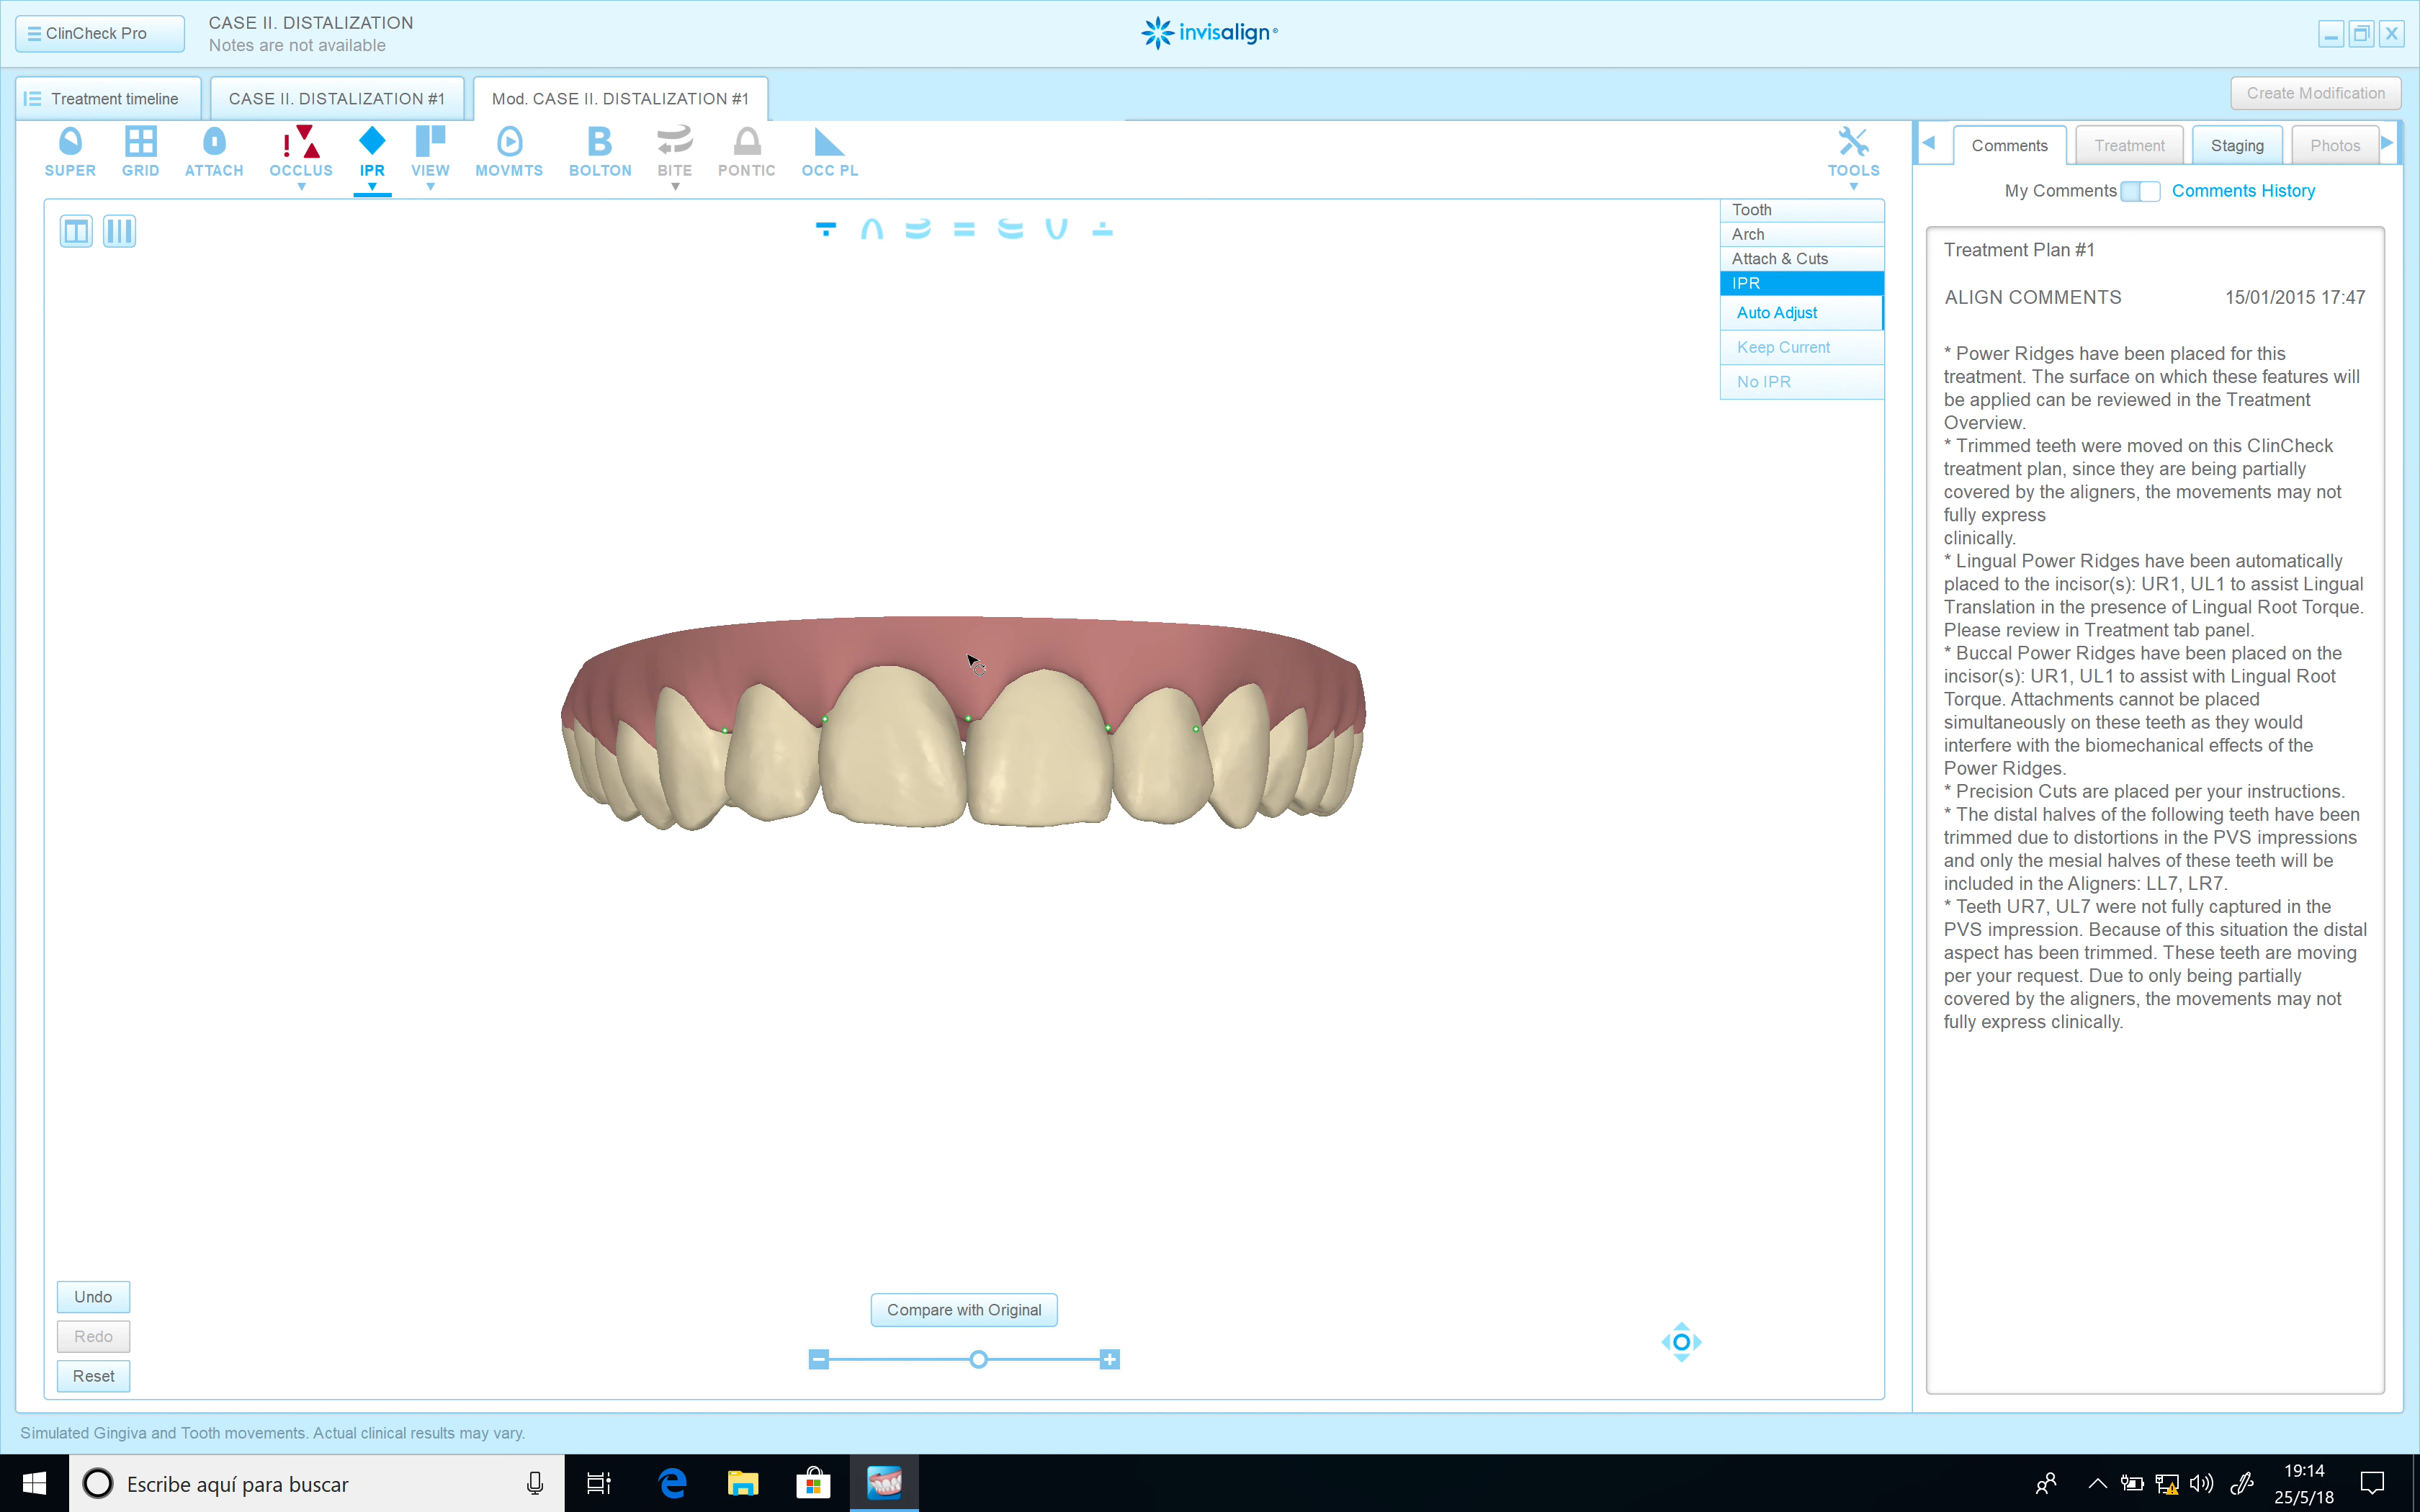 ClinCheck Pro
CASE II. DISTALIZATION
Notes are not available
invisalign®
Treatment timeline
CASE II. DISTALIZATION #1
Mod. CASE II. DISTALIZATION #1
Create Modification
SUPER
GRID
ATTACH
OCCLUS
IPR
VIEW
MOVMTS
B
BOLTON
BITE
PONTIC
OCC PL
TOOLS
Tooth
Arch
Attach & Cuts
IPR
Auto Adjust
Keep Current
No IPR
Comments
Treatment
Staging
Photos
My Comments
Comments History
Treatment Plan #1
ALIGN COMMENTS 15/01/2015 17:47
* Power Ridges have been placed for this
treatment. The surface on which these features will
be applied can be reviewed in the Treatment
Overview.
* Trimmed teeth were moved on this ClinCheck
treatment plan, since they are being partially
covered by the aligners, the movements may not
fully express
clinically.
* Lingual Power Ridges have been automatically
placed to the incisor(s): UR1, UL1 to assist Lingual
Translation in the presence of Lingual Root Torque.
Please review in Treatment tab panel.
* Buccal Power Ridges have been placed on the
incisor(s): UR1, UL1 to assist with Lingual Root
Torque. Attachments cannot be placed
simultaneously on these teeth as they would
interfere with the biomechanical effects of the
Power Ridges.
* Precision Cuts are placed per your instructions.
* The distal halves of the following teeth have been
trimmed due to distortions in the PVS impressions
and only the mesial halves of these teeth will be
included in the Aligners: LL7, LR7.
* Teeth UR7, UL7 were not fully captured in the
PVS impression. Because of this situation the distal
aspect has been trimmed. These teeth are moving
per your request. Due to only being partially
covered by the aligners, the movements may not
fully express clinically.
Undo
Redo
Reset
Compare with Original
Simulated Gingiva and Tooth movements. Actual clinical results may vary.
Escribe aquí para buscar
19:14
25/5/18